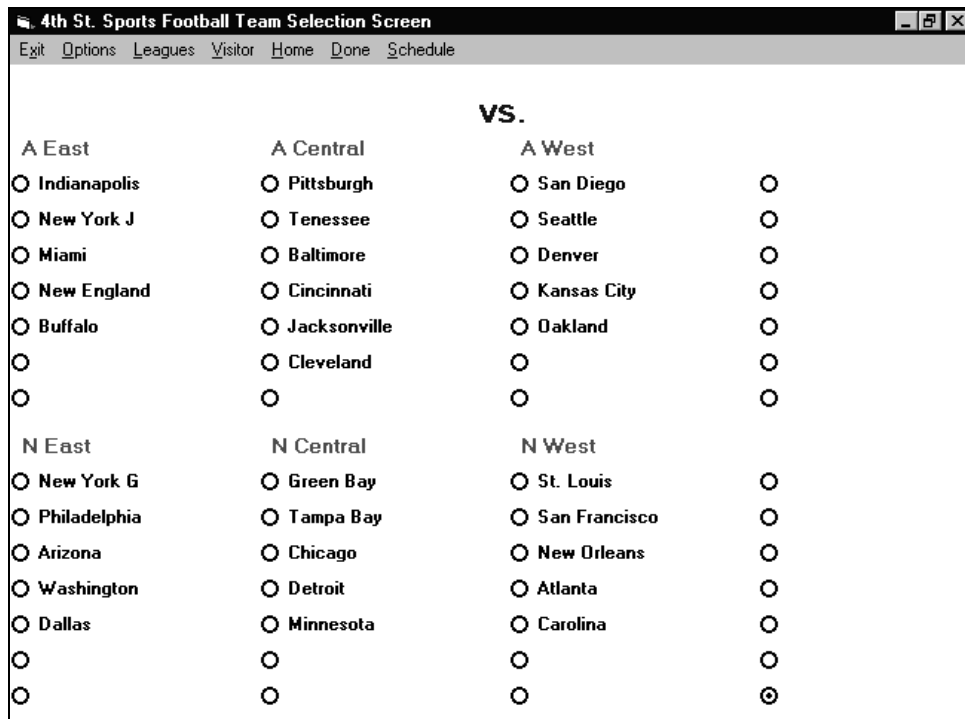 4th St. Sports Football Team Selection Screen
Exit Options Leagues Visitor Home Done Schedule
VS.
A East A Central A West
Indianapolis Pittsburgh San Diego
New York J Tenessee Seattle
Miami Baltimore Denver
New England Cincinnati Kansas City
Buffalo Jacksonville Oakland
Cleveland
N East N Central N West
New York G Green Bay St. Louis
Philadelphia Tampa Bay San Francisco
Arizona Chicago New Orleans
Washington Detroit Atlanta
Dallas Minnesota Carolina